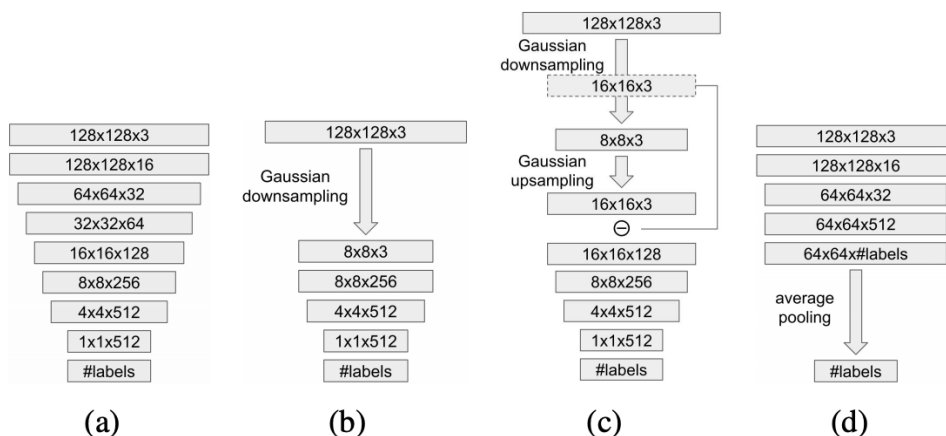 128x128x3
128x128x16
64x64x32
32x32x64
16x16x128
8x8x256
4x4x512
1x1x512
#labels
(a)
128x128x3
Gaussian
downsampling
8x8x3
8x8x256
4x4x512
1x1x512
#labels
(b)
128x128x3
Gaussian
downsampling
16x16x3
8x8x3
Gaussian
upsampling
16x16x3
16x16x128
8x8x256
4x4x512
1x1x512
#labels
(c)
128x128x3
128x128x16
64x64x32
64x64x512
64x64x#labels
average
pooling
#labels
(d)